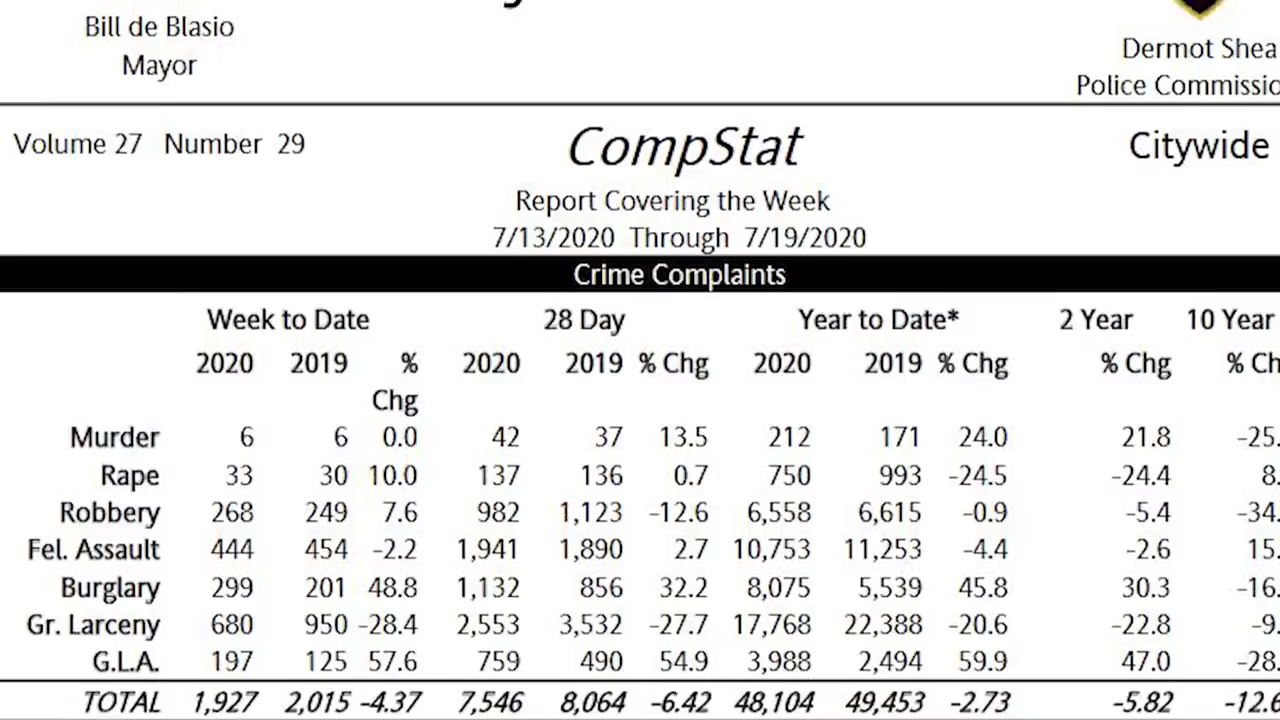 Bill de Blasio
Mayor
Dermot Shea
Police
Volume 27 Number 29
CompStat
Citywide
Report Covering the Week
7/13/2020 Through 7/19/2020
Crime Complaints
Week to Date 28 Day Year to Date* 2 Year 10 Year
2020 2019 % 2020 2019 % Chg 2020 2019 % Chg % Chg %
Chg
Murder 6 6 0.0 42 37 13.5 212 171 24.0 21.8 -25.
Rape 33 30 10.0 137 136 0.7 750 993 -24.5 -24.4 8.
Robbery 268 249 7.6 982 1,123 -12.6 6,558 6,615 -0.9 -5.4 -34.
Fel. Assault 444 454 -2.2 1,941 1,890 2.7 10,753 11,253 -4.4 -2.6 15.
Burglary 299 201 48.8 1,132 856 32.2 8,075 5,539 45.8 30.3 -16.
Gr. Larceny 680 950 -28.4 2,553 3,532 -27.7 17,768 22,388 -20.6 -22.8 -9.
G.L.A. 197 125 57.6 759 490 54.9 3,988 2,494 59.9 47.0 -28.
TOTAL 1,927 2,015 -4.37 7,546 8,064 -6.42 48,104 49,453 -2.73 -5.82 -12.6